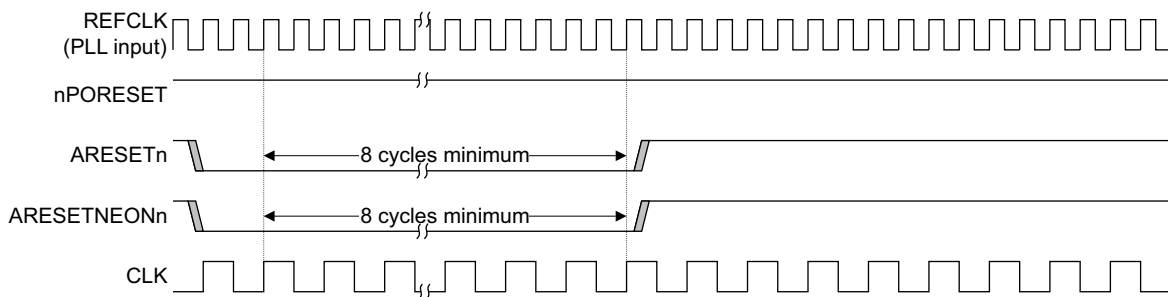 REFCLK
(PLL input)
nPORESET
ARESETn
8 cycles minimum
ARESETNEONn
8 cycles minimum
CLK